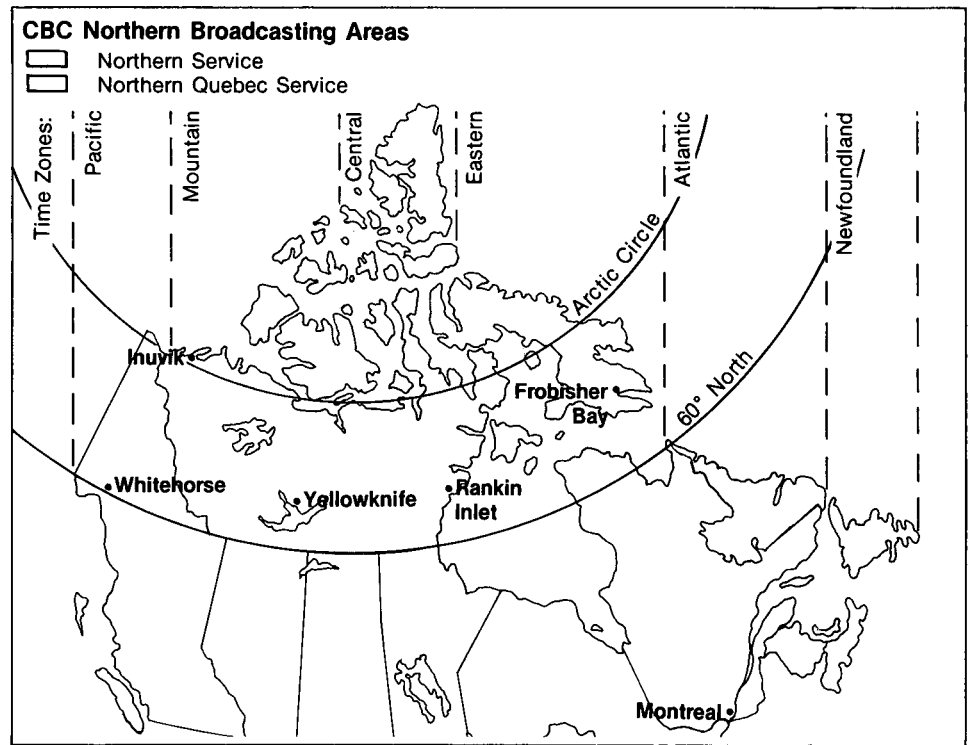 CBC Northern Broadcasting Areas
Northern Service
Northern Quebec Service
Time Zones:
Pacific
Mountain
Central
Eastern
Atlantic
Newfoundland
Arctic Circle
60° North
Inuvik
Frobisher
Bay
Whitehorse
Yellowknife
Rankin
Inlet
Montreal